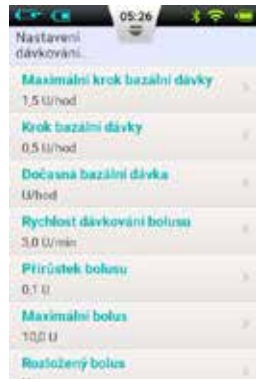 05:26
Nastavení
dávkování...
Maximální krok bazální dávky
1,5 U/hod
Krok bazální dávky
0,5 U/hod
Dočasná bazální dávka
U/hod
Rychlost dávkování bolusu
3,0 U/min
Přírůstek bolusu
0,1 U
Maximální bolus
10,0 U
Rozložený bolus